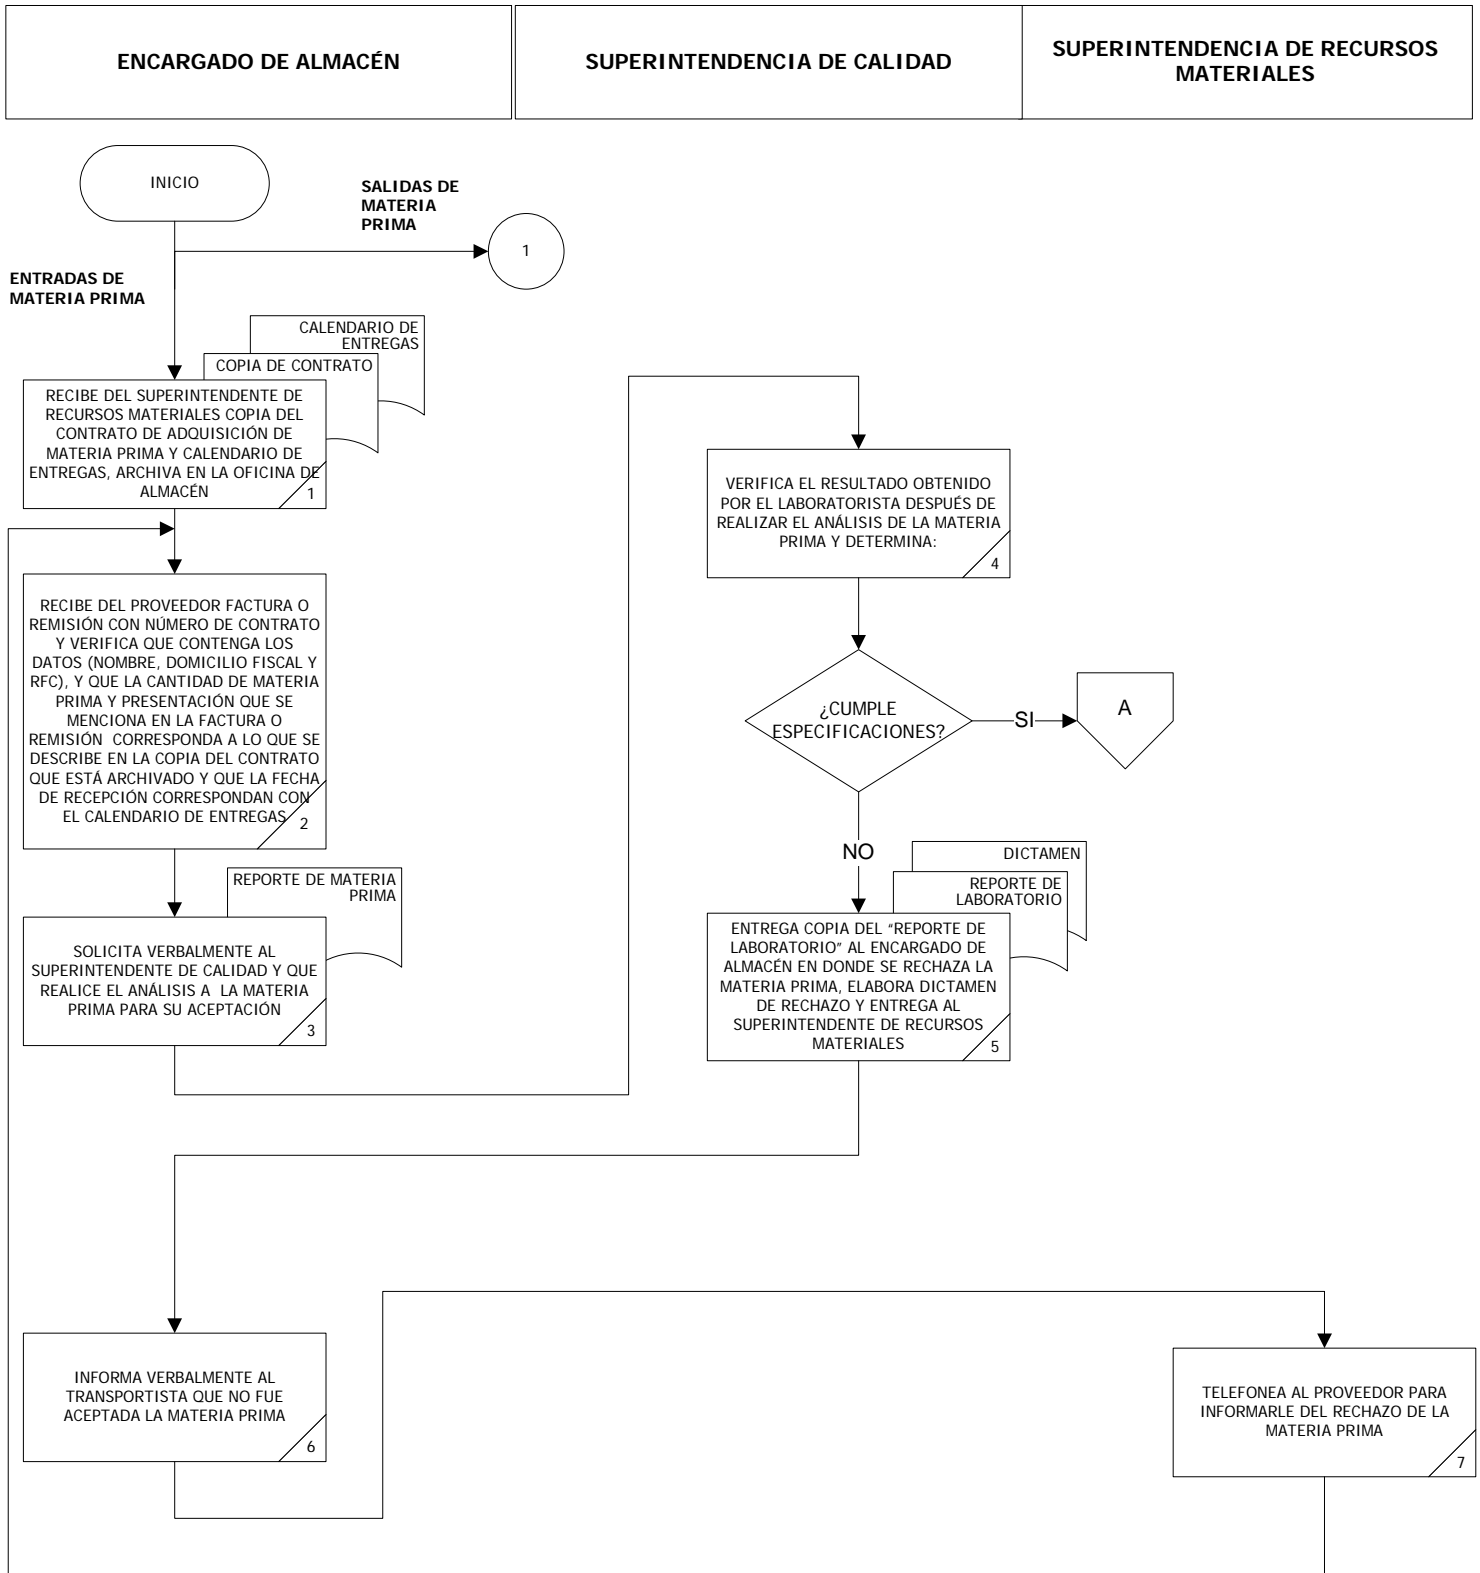 ENCARGADO DE ALMACÉN
SUPERINTENDENCIA DE CALIDAD
SUPERINTENDENCIA DE RECURSOS
MATERIALES
INICIO
SALIDAS DE
MATERIA
PRIMA
1
ENTRADAS DE
MATERIA PRIMA
CALENDARIO DE
ENTREGAS
COPIA DE CONTRATO
RECIBE DEL SUPERINTENDENTE DE
RECURSOS MATERIALES COPIA DEL
CONTRATO DE ADQUISICIÓN DE
MATERIA PRIMA Y CALENDARIO DE
ENTREGAS, ARCHIVA EN LA OFICINA DE
ALMACÉN
1
RECIBE DEL PROVEEDOR FACTURA O
REMISIÓN CON NÚMERO DE CONTRATO
Y VERIFICA QUE CONTENGA LOS
DATOS (NOMBRE, DOMICILIO FISCAL Y
RFC), Y QUE LA CANTIDAD DE MATERIA
PRIMA Y PRESENTACIÓN QUE SE
MENCIONA EN LA FACTURA O
REMISIÓN CORRESPONDA A LO QUE SE
DESCRIBE EN LA COPIA DEL CONTRATO
QUE ESTÁ ARCHIVADO Y QUE LA FECHA
DE RECEPCIÓN CORRESPONDAN CON
EL CALENDARIO DE ENTREGAS
2
REPORTE DE MATERIA
PRIMA
SOLICITA VERBALMENTE AL
SUPERINTENDENTE DE CALIDAD Y QUE
REALICE EL ANÁLISIS A LA MATERIA
PRIMA PARA SU ACEPTACIÓN
3
VERIFICA EL RESULTADO OBTENIDO
POR EL LABORATORISTA DESPUÉS DE
REALIZAR EL ANÁLISIS DE LA MATERIA
PRIMA Y DETERMINA:
4
¿CUMPLE
ESPECIFICACIONES?
SI
A
NO
DICTAMEN
REPORTE DE
LABORATORIO
ENTREGA COPIA DEL “REPORTE DE
LABORATORIO” AL ENCARGADO DE
ALMACÉN EN DONDE SE RECHAZA LA
MATERIA PRIMA, ELABORA DICTAMEN
DE RECHAZO Y ENTREGA AL
SUPERINTENDENTE DE RECURSOS
MATERIALES
5
INFORMA VERBALMENTE AL
TRANSPORTISTA QUE NO FUE
ACEPTADA LA MATERIA PRIMA
6
TELEFONEA AL PROVEEDOR PARA
INFORMARLE DEL RECHAZO DE LA
MATERIA PRIMA
7